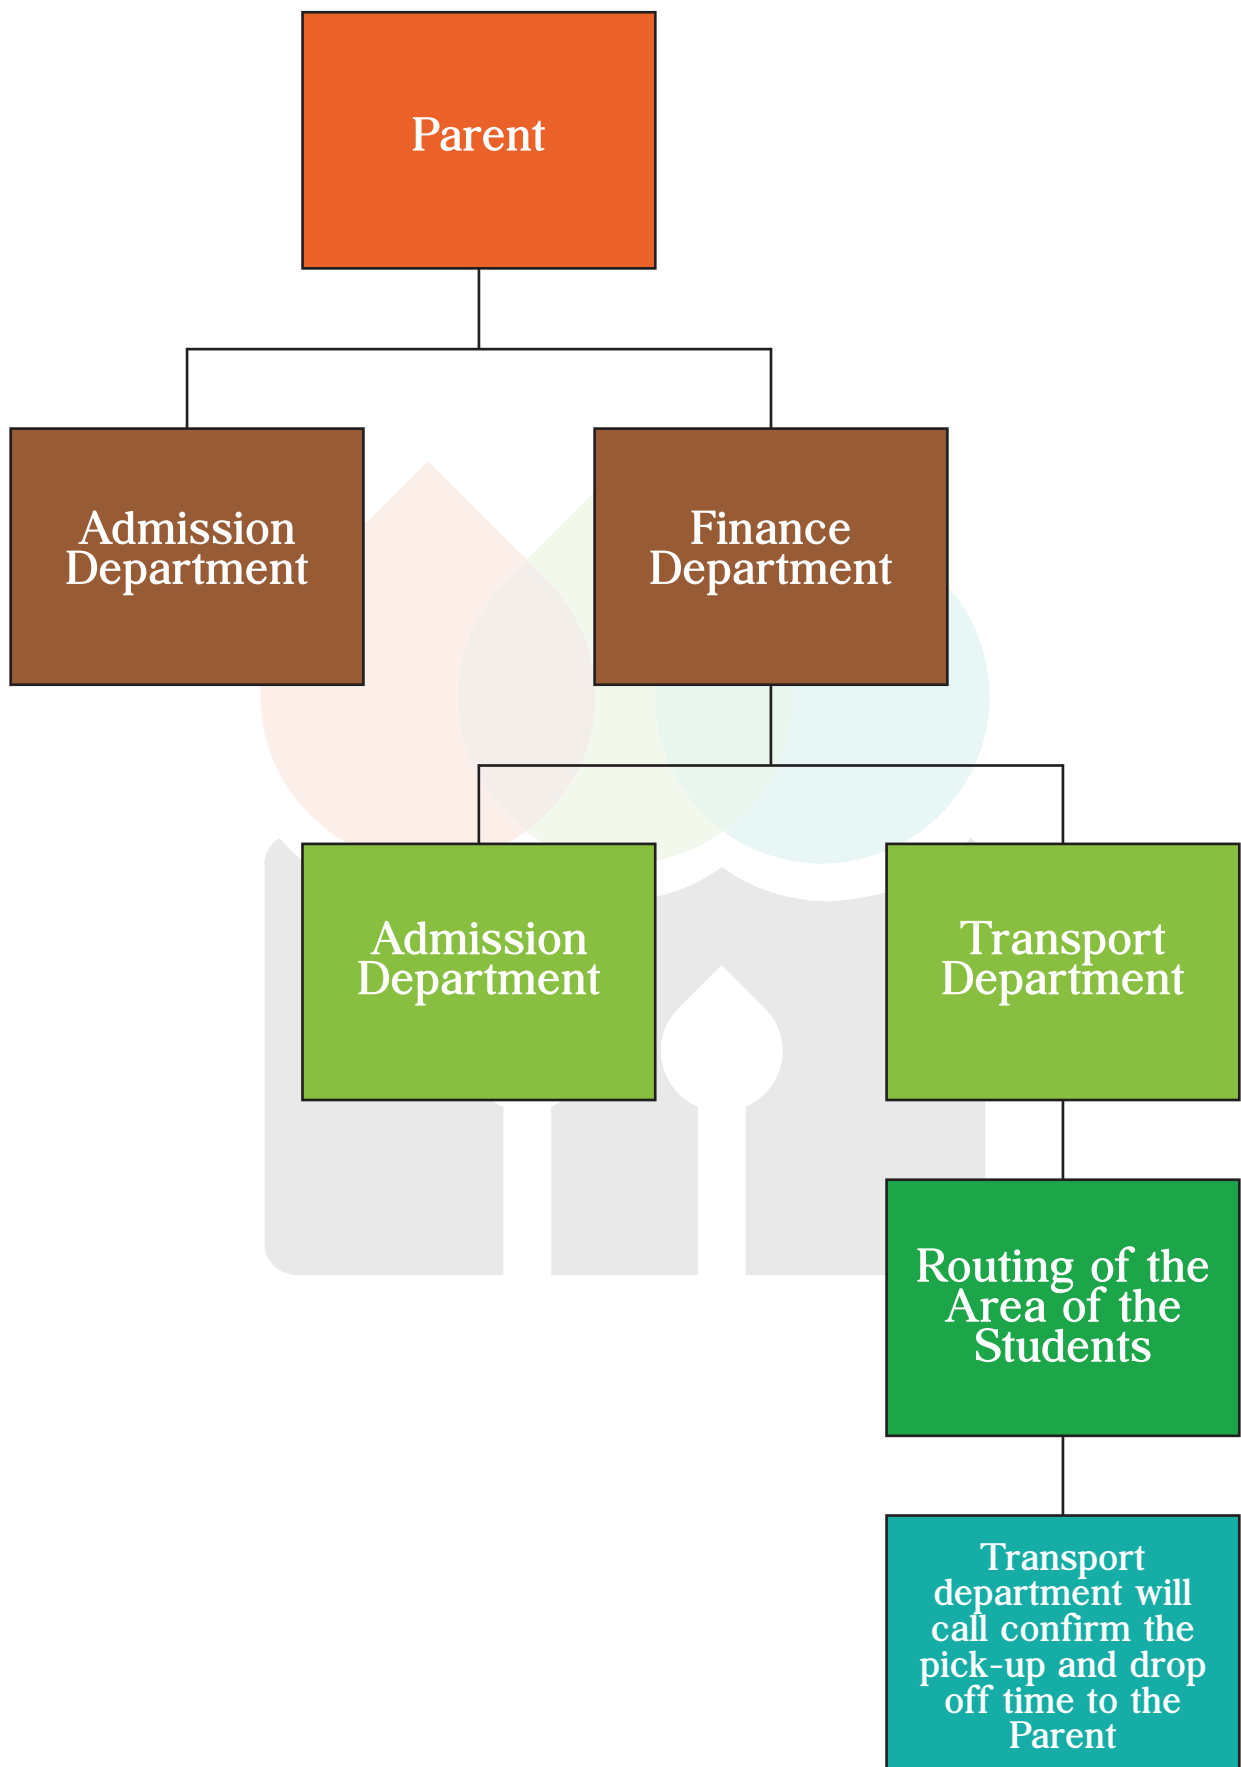 Parent
Admission
Department
Finance
Department
Admission
Department
Transport
Department
Routing of the
Area of the
Students
Transport
department will
call confirm the
pick-up and drop
off time to the
Parent